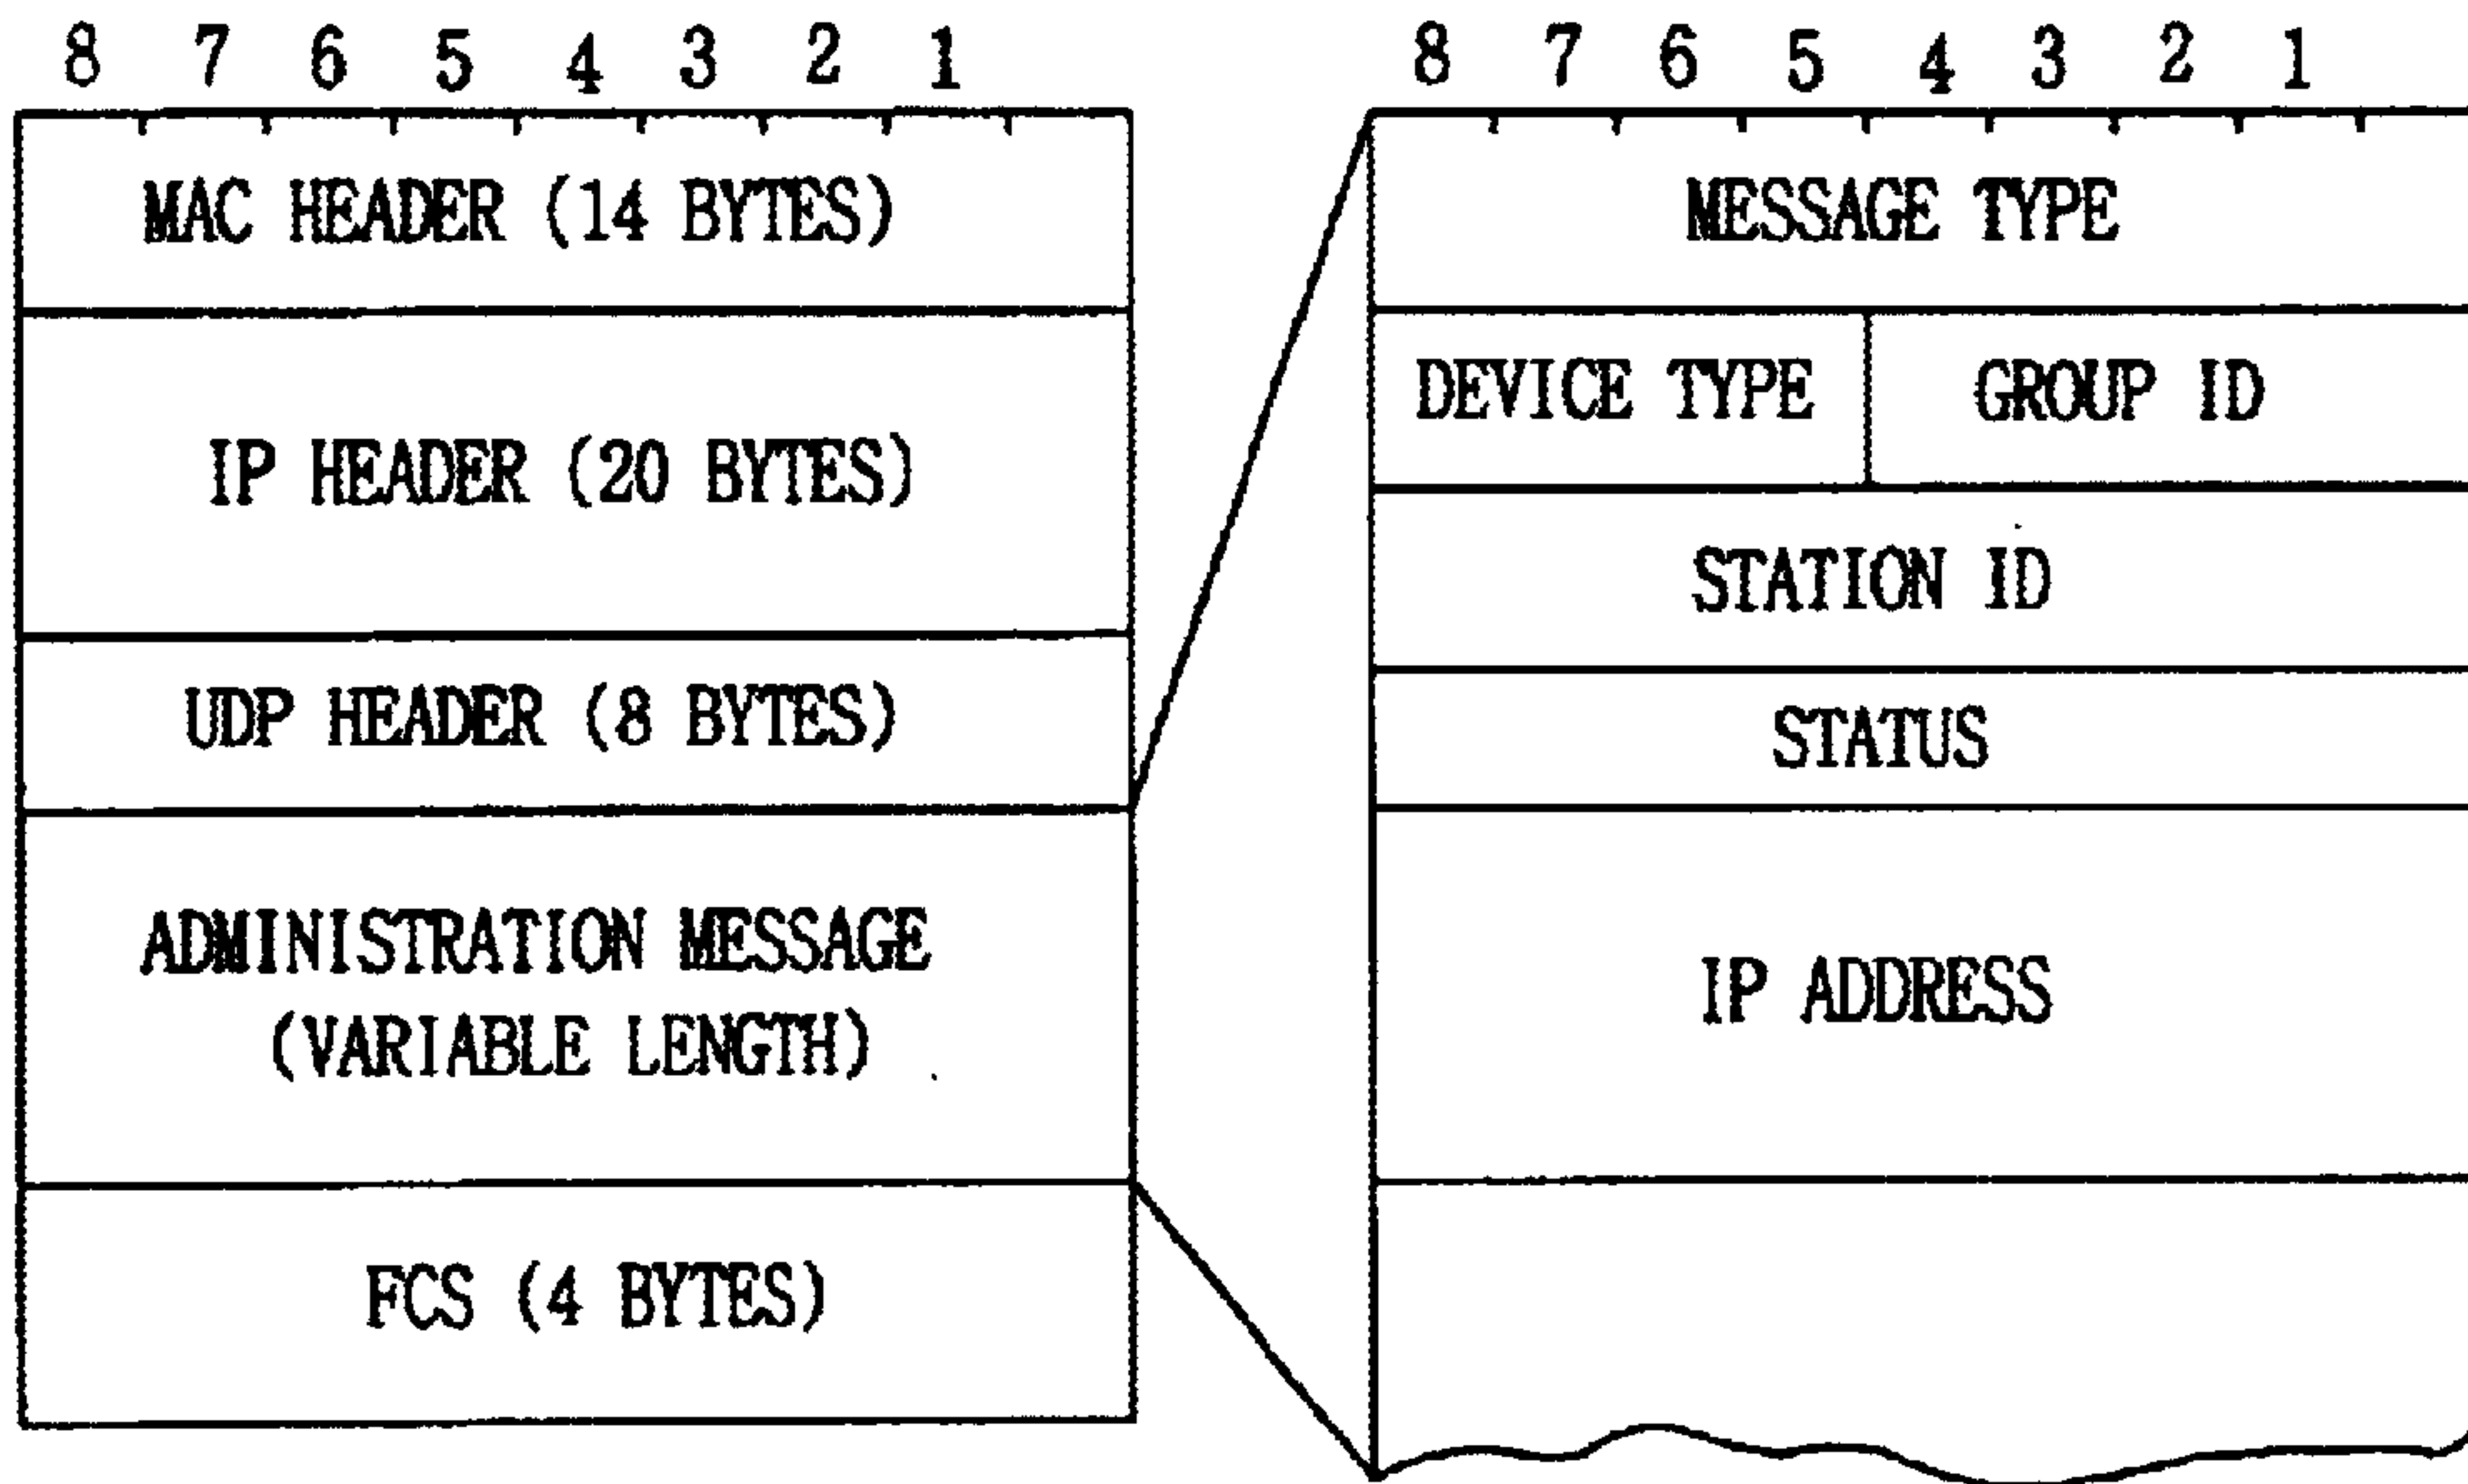 8 7 6 5 4 3 2 1
MAC HEADER (14 BYTES)
IP HEADER (20 BYTES)
UDP HEADER (8 BYTES)
ADMINISTRATION MESSAGE
(VARIABLE LENGTH)
FCS (4 BYTES)
8 7 6 5 4 3 2 1
MESSAGE TYPE
DEVICE TYPE GROUP ID
STATION ID
STATUS
IP ADDRESS